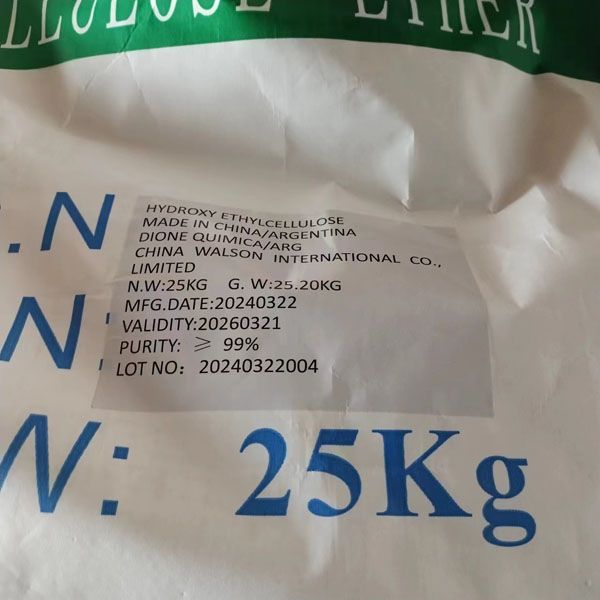 LLULOSE ETHER
.N
HYDROXY ETHYLCELLULOSE
MADE IN CHINA/ARGENTINA
DIONE QUIMICA/ARG
CHINA WALSON INTERNATIONAL CO.,
LIMITED
N.W:25KG G. W:25.20KG
MFG.DATE:20240322
VALIDITY:20260321
PURITY: ≥ 99%
LOT NO: 20240322004
N:
W: 25Kg